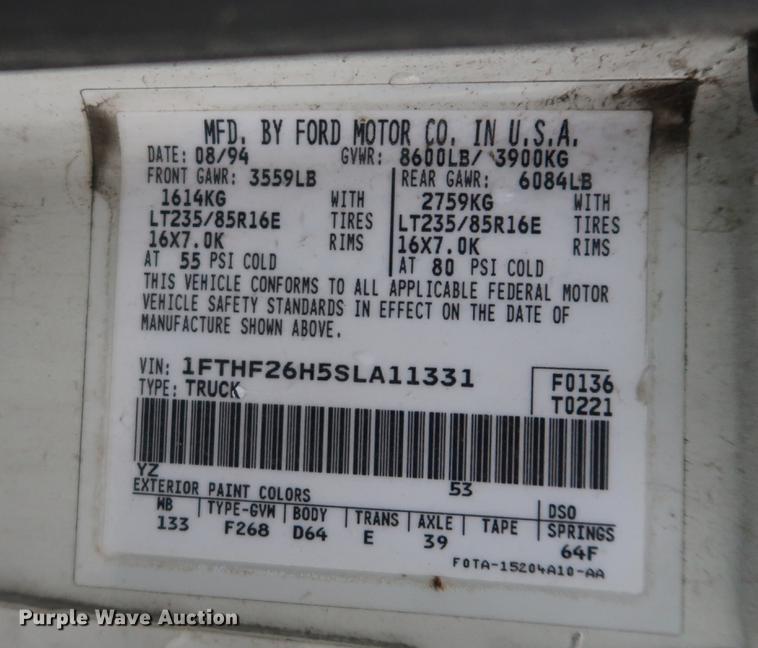 MFD. BY FORD MOTOR CO. IN U.S.A.
DATE: 08/94 GVWR: 8600LB/ 3900KG
FRONT GAWR: 3559LB REAR GAWR: 6084LB
1614KG WITH 2759KG WITH
LT235/85R16E TIRES LT235/85R16E TIRES
16X7.0K RIMS 16X7.0K RIMS
AT 55 PSI COLD AT 80 PSI COLD
THIS VEHICLE CONFORMS TO ALL APPLICABLE FEDERAL MOTOR
VEHICLE SAFETY STANDARDS IN EFFECT ON THE DATE OF
MANUFACTURE SHOWN ABOVE.
VIN: 1FTHF26H5SLA11331 F0136
TYPE: TRUCK T0221
YZ 53
EXTERIOR PAINT COLORS DSO
WB TYPE-GVW BODY TRANS AXLE TAPE SPRINGS
133 F268 D64 E 39 64F
F0TA-15204A10-AA
Purple Wave Auction